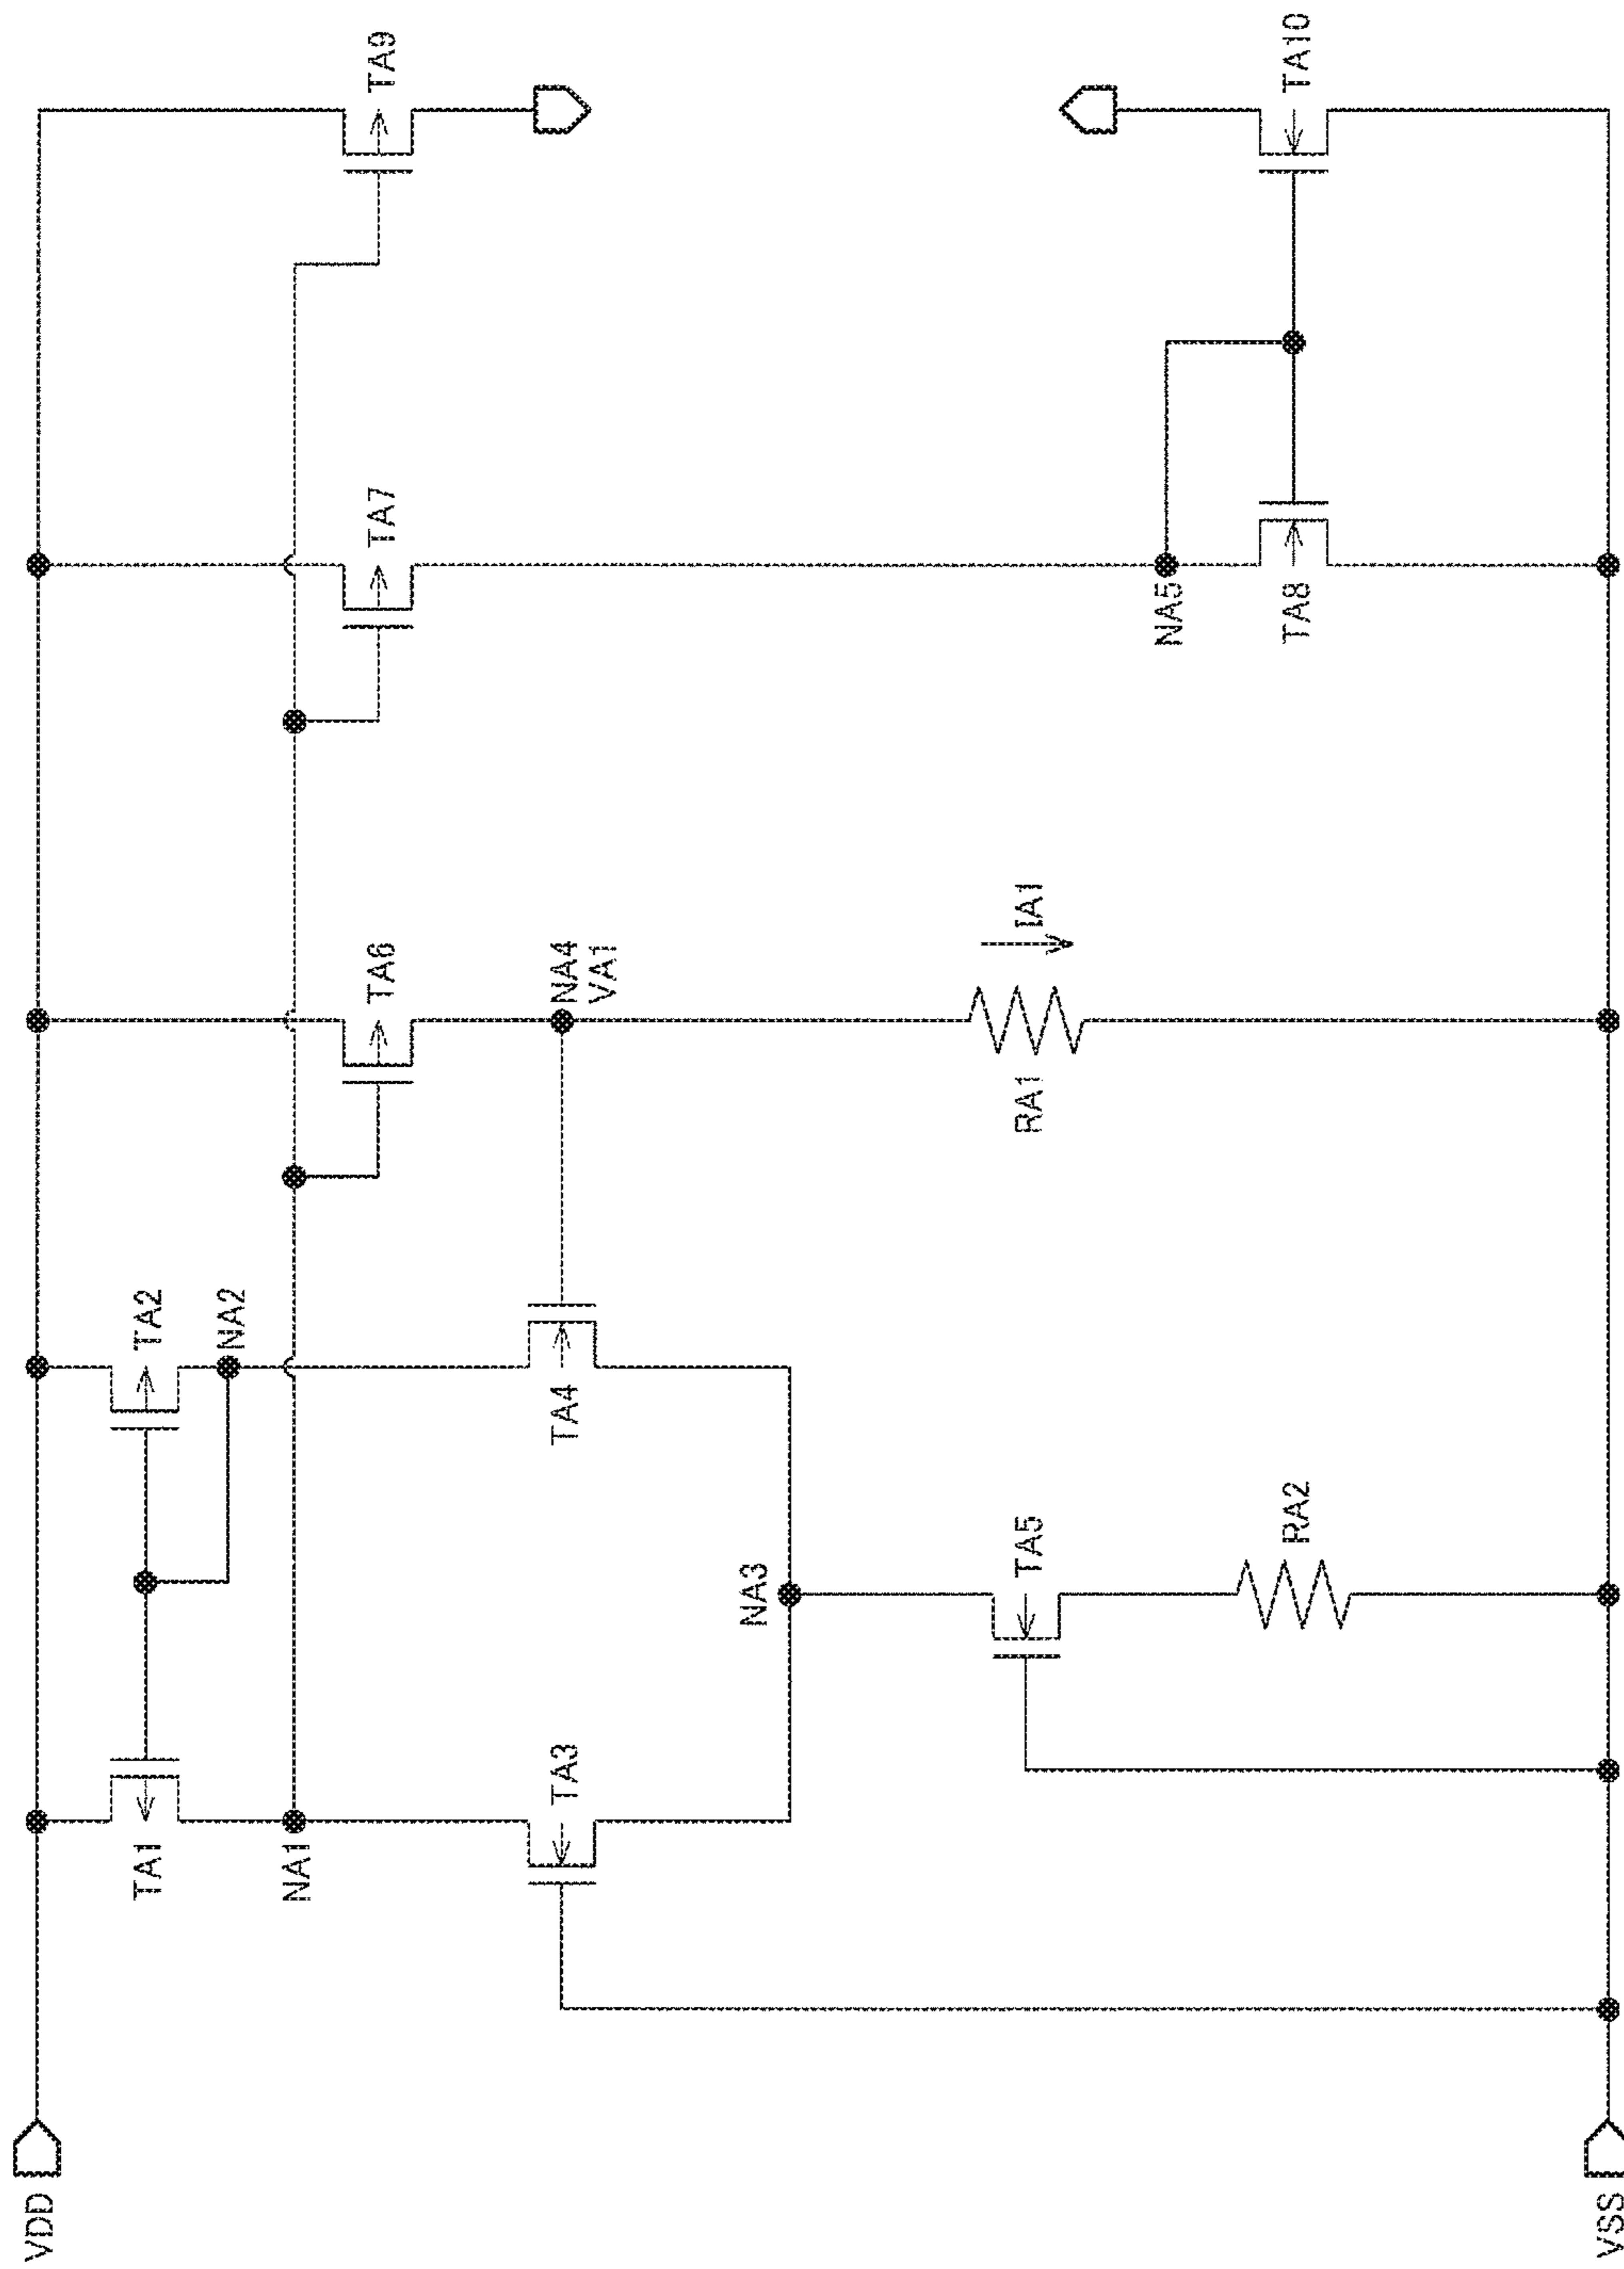 VDD
TA1
TA2
NA2
NA1
TA6
TA7
TA9
TA3
TA4
NA4
VA1
NA3
TA5
RA1
IA1
NA5
RA2
TA8
TA10
VSS